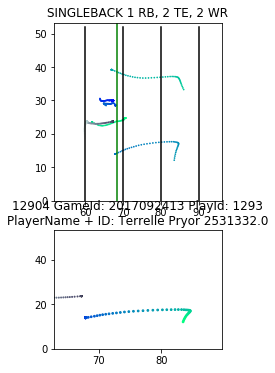 SINGLEBACK 1 RB, 2 TE, 2 WR
50
40
30
20
10
0
60 70 80 90
12904 GameId: 2017092413 PlayId: 1293
PlayerName + ID: Terrelle Pryor 2531332.0
40
20
0
70 80